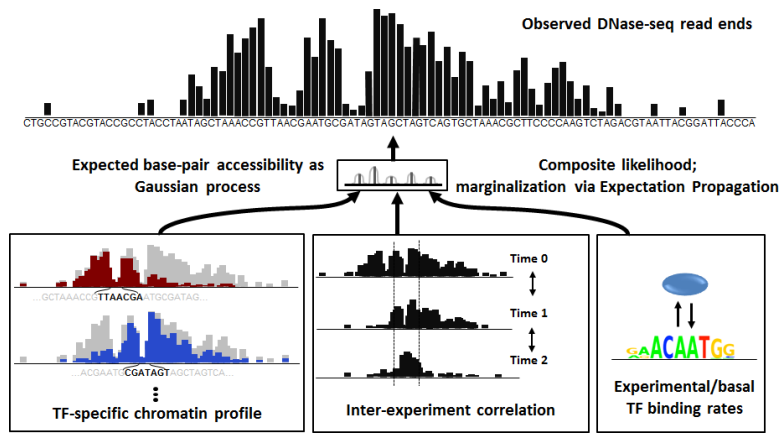 Observed DNase-seq read ends
CTGCCGTACGTACCGCCTACCTAATAGCTAAACCGTTAACGAATGCGATAGTAGCTAGTCAGTGCTAAACGCTTCCCCAAGTCTAGACGTAATTACGGATTACCCA
Expected base-pair accessibility as
Gaussian process
Composite likelihood;
marginalization via Expectation Propagation
...GCTAAACCGTTAACGAATGCGATAG...
...ACGAATGCGATAGTAGCTAGTCA...
TF-specific chromatin profile
Time 0
Time 1
Time 2
Inter-experiment correlation
GAACAATGG
Experimental/basal
TF binding rates